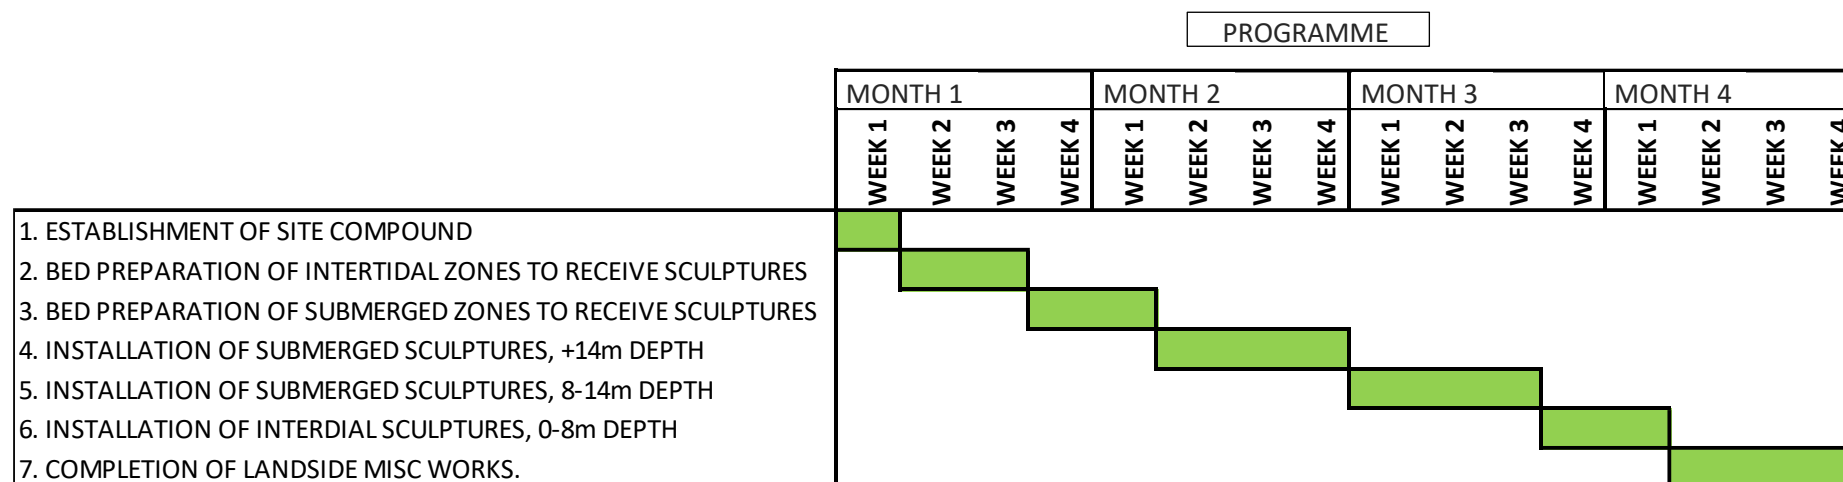 PROGRAMME
MONTH 1 MONTH 2 MONTH 3 MONTH 4
WEEK 1 WEEK 2 WEEK 3 WEEK 4 WEEK 1 WEEK 2 WEEK 3 WEEK 4 WEEK 1 WEEK 2 WEEK 3 WEEK 4 WEEK 1 WEEK 2 WEEK 3 WEEK 4
1. ESTABLISHMENT OF SITE COMPOUND
2. BED PREPARATION OF INTERTIDAL ZONES TO RECEIVE SCULPTURES
3. BED PREPARATION OF SUBMERGED ZONES TO RECEIVE SCULPTURES
4. INSTALLATION OF SUBMERGED SCULPTURES, +14m DEPTH
5. INSTALLATION OF SUBMERGED SCULPTURES, 8-14m DEPTH
6. INSTALLATION OF INTERDIAL SCULPTURES, 0-8m DEPTH
7. COMPLETION OF LANDSIDE MISC WORKS.